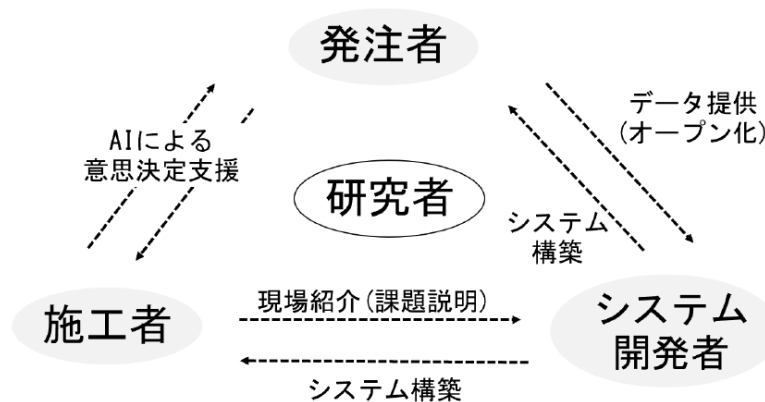 発注者
データ提供
(オープン化)
AIによる
意思決定支援
研究者
システム
構築
現場紹介(課題説明)
施工者
システム
開発者
システム構築